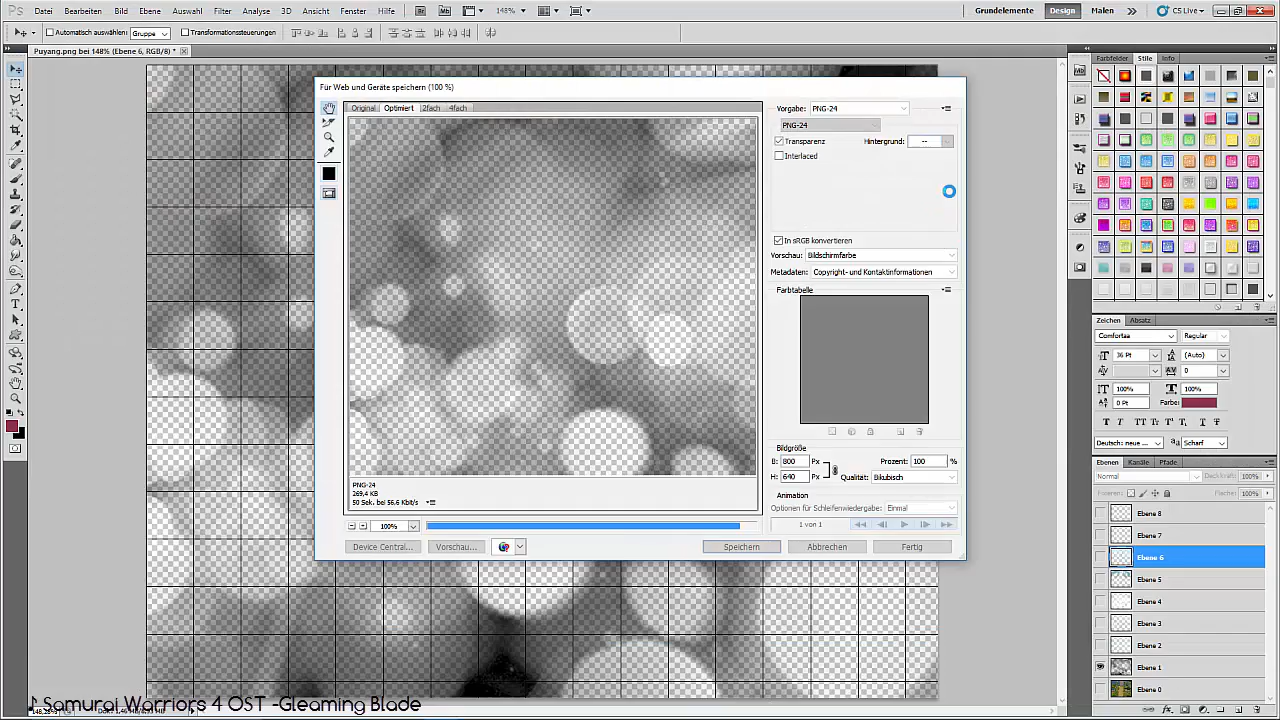 Ps Datei Bearbeiten Bild Ebene Auswahl Filter Analyse 3D Ansicht Fenster Hilfe Br Mb 148% Grundelemente Design Malen CS Live
Automatisch auswählen: Gruppe Transformationssteuerungen
Puyang.png bei 148% (Ebene 6, RGB/8) *
Farbfelder Stile Info
Für Web und Geräte speichern (100 %)
Original Optimiert 2fach 4fach
Vorgabe: PNG-24
PNG-24
Transparenz Hintergrund: --
Interlaced
In sRGB konvertieren
Vorschau: Bildschirmfarbe
Metadaten: Copyright- und Kontaktinformationen
Farbtabelle
Bildgröße
B: 800 Px Prozent: 100 %
H: 640 Px Qualität: Bikubisch
Animation
Optionen für Schleifenwiedergabe: Einmal
1 von 1
PNG-24
269,4 KB
50 Sek. bei 56.6 Kbit/s
100%
Device Central... Vorschau... Speichern Abbrechen Fertig
Zeichen Absatz
Comfortaa Regular
36 Pt (Auto)
0
100% 100%
0 Pt Farbe:
Deutsch: neue ... Scharf
Ebenen Kanäle Pfade
Normal Deckkraft: 100%
Fixieren: Fläche: 100%
Ebene 8
Ebene 7
Ebene 6
Ebene 5
Ebene 4
Ebene 3
Ebene 2
Ebene 1
Ebene 0
♪ Samurai Warriors 4 OST -Gleaming Blade